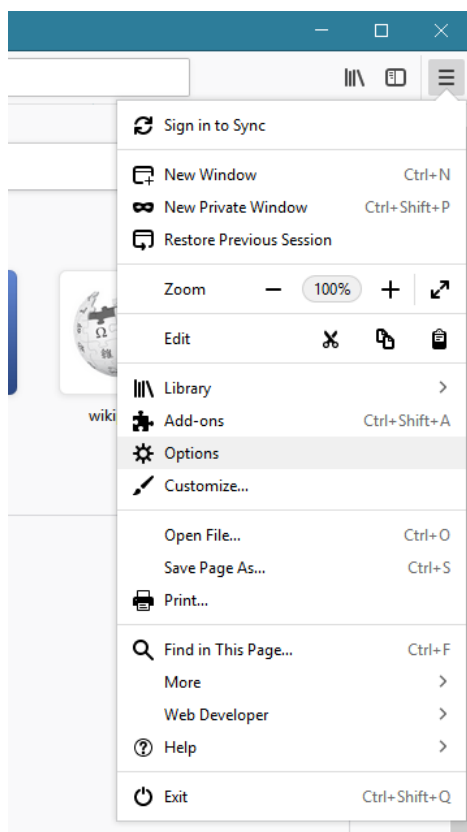 Sign in to Sync
New Window Ctrl+N
New Private Window Ctrl+Shift+P
Restore Previous Session
Zoom 100%
Edit
Library
wiki
Add-ons Ctrl+Shift+A
Options
Customize...
Open File... Ctrl+O
Save Page As... Ctrl+S
Print...
Find in This Page... Ctrl+F
More
Web Developer
Help
Exit Ctrl+Shift+Q